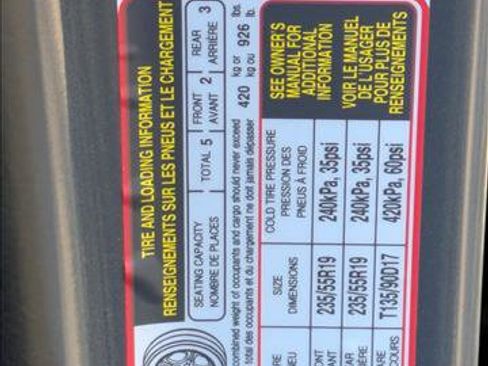 TIRE AND LOADING INFORMATION
RENSEIGNEMENTS SUR LES PNEUS ET LE CHARGEMENT
SEATING CAPACITY TOTAL 5 FRONT 2 REAR 3
NOMBRE DE PLACES AVANT ARRIÈRE
combined weight of occupants and cargo should never exceed 420 kg or 926 lbs.
total des occupants et du chargement ne doit jamais dépasser kg ou lb.
SIZE COLD TIRE PRESSURE SEE OWNER'S
DIMENSIONS PRESSION DES MANUAL FOR
PNEUS À FROID ADDITIONAL
INFORMATION
235/55R19 240kPa, 35psi
235/55R19 240kPa, 35psi VOIR LE MANUEL
DE L'USAGER
POUR PLUS DE
T135/90D17 420kPa, 60psi RENSEIGNEMENTS